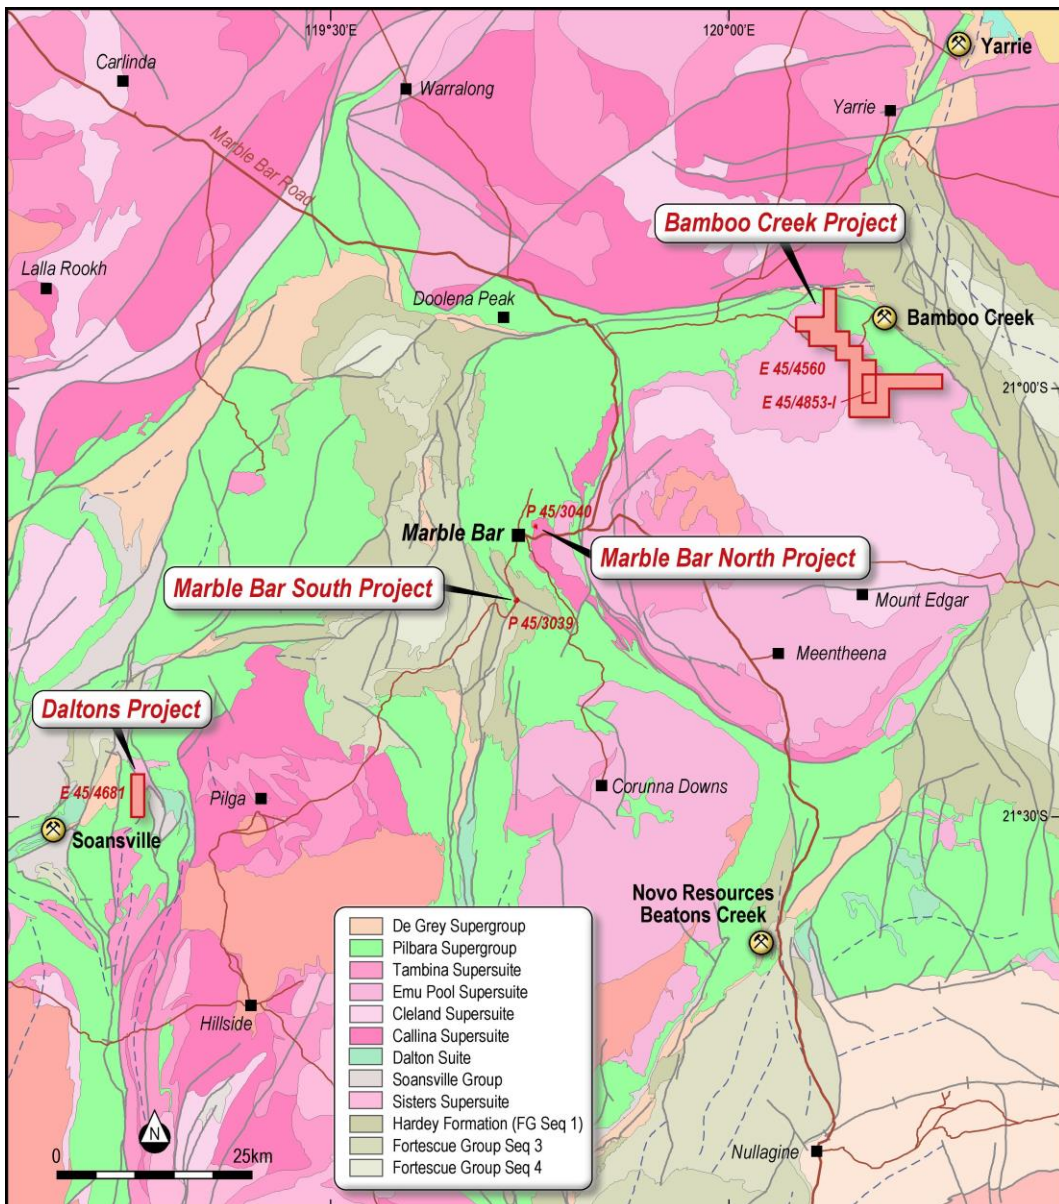 119°30'E
120°00'E
Carlinda
Warralong
Yarrie
Yarrie
Marble Bar Road
Bamboo Creek Project
Lalla Rookh
Doolena Peak
Bamboo Creek
E 45/4560
E 45/4853-I
21°00'S
P 45/3040
Marble Bar
Marble Bar North Project
Marble Bar South Project
P 45/3039
Mount Edgar
Meentheena
Daltons Project
E 45/4681
Pilga
Corunna Downs
21°30'S
Soansville
Novo Resources
Beatons Creek
De Grey Supergroup
Pilbara Supergroup
Tambina Supersuite
Emu Pool Supersuite
Cleland Supersuite
Callina Supersuite
Dalton Suite
Soansville Group
Sisters Supersuite
Hardey Formation (FG Seq 1)
Fortescue Group Seq 3
Fortescue Group Seq 4
Hillside
N
0
25km
Nullagine